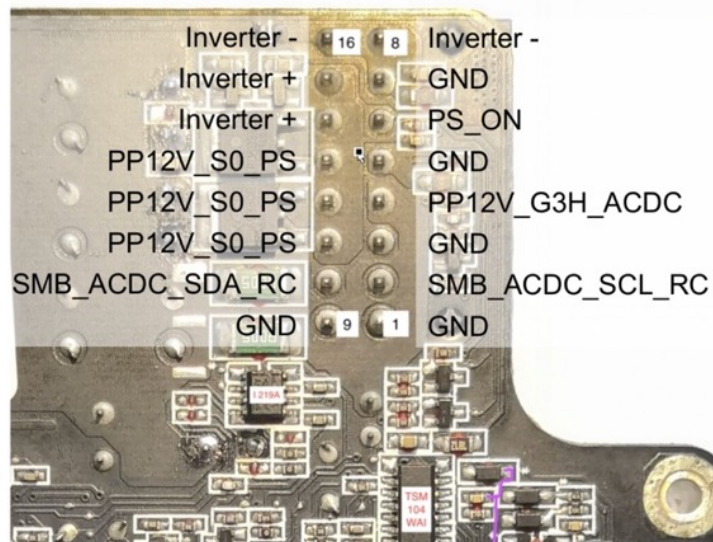 Inverter - 16 8 Inverter -
Inverter + GND
Inverter + PS_ON
PP12V_S0_PS GND
PP12V_S0_PS PP12V_G3H_ACDC
PP12V_S0_PS GND
SMB_ACDC_SDA_RC SMB_ACDC_SCL_RC
GND 9 1 GND
I 219A
TSM
104
WAI